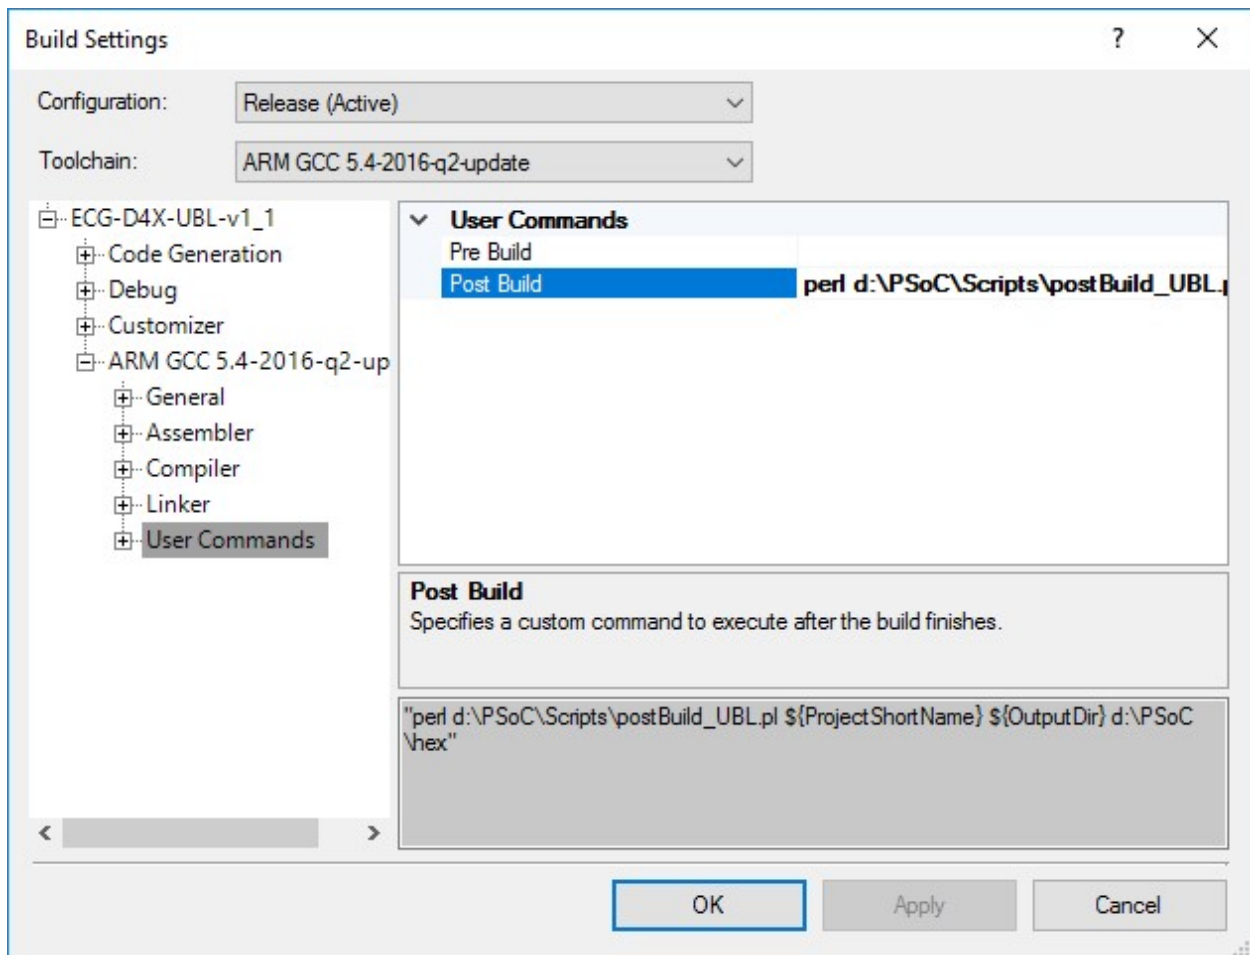 Build Settings
Configuration: Release (Active)
Toolchain: ARM GCC 5.4-2016-q2-update
ECG-D4X-UBL-v1_1
Code Generation
Debug
Customizer
ARM GCC 5.4-2016-q2-up
General
Assembler
Compiler
Linker
User Commands
User Commands
Pre Build
Post Build perl d:\PSoC\Scripts\postBuild_UBL.p
Post Build
Specifies a custom command to execute after the build finishes.
"perl d:\PSoC\Scripts\postBuild_UBL.pl ${ProjectShortName} ${OutputDir} d:\PSoC
\hex"
OK Apply Cancel